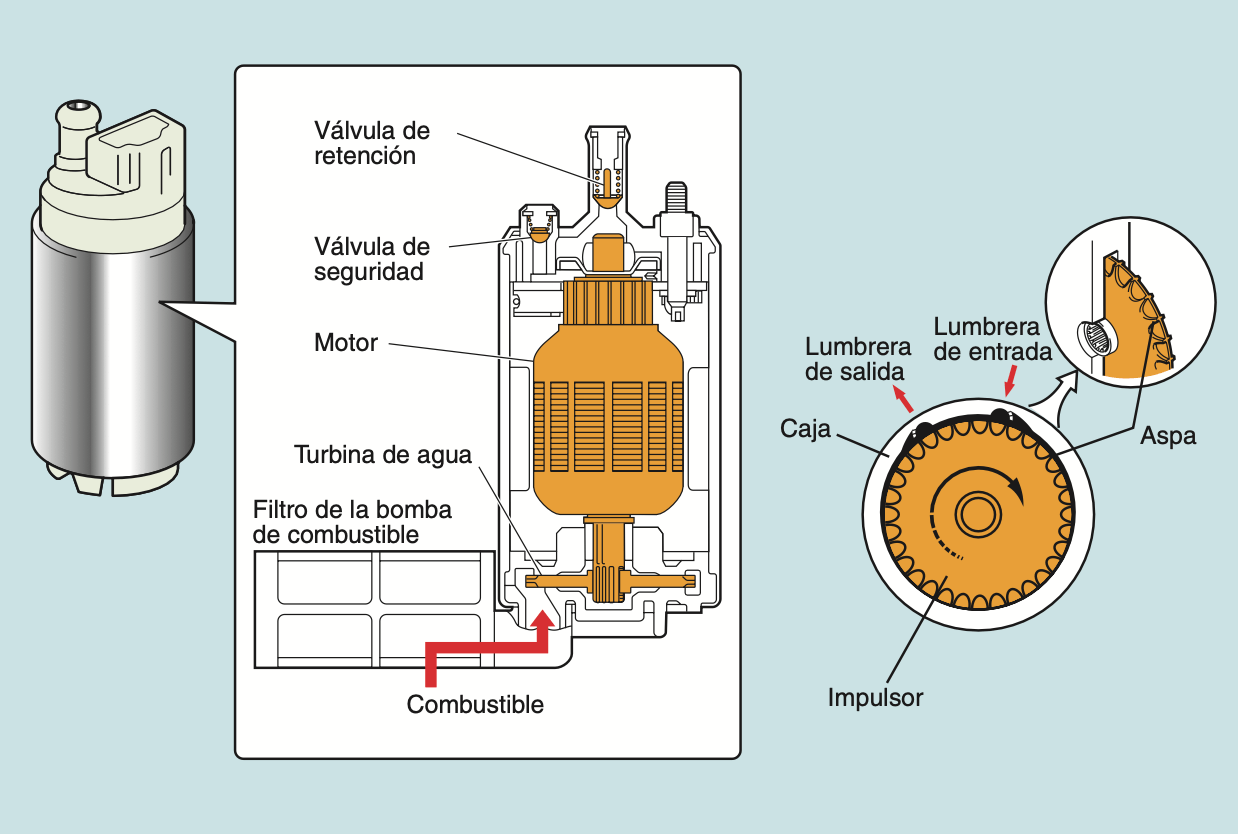 Válvula de
retención
Válvula de
seguridad
Motor
Turbina de agua
Filtro de la bomba
de combustible
Combustible
Lumbrera
de salida
Lumbrera
de entrada
Caja
Aspa
Impulsor